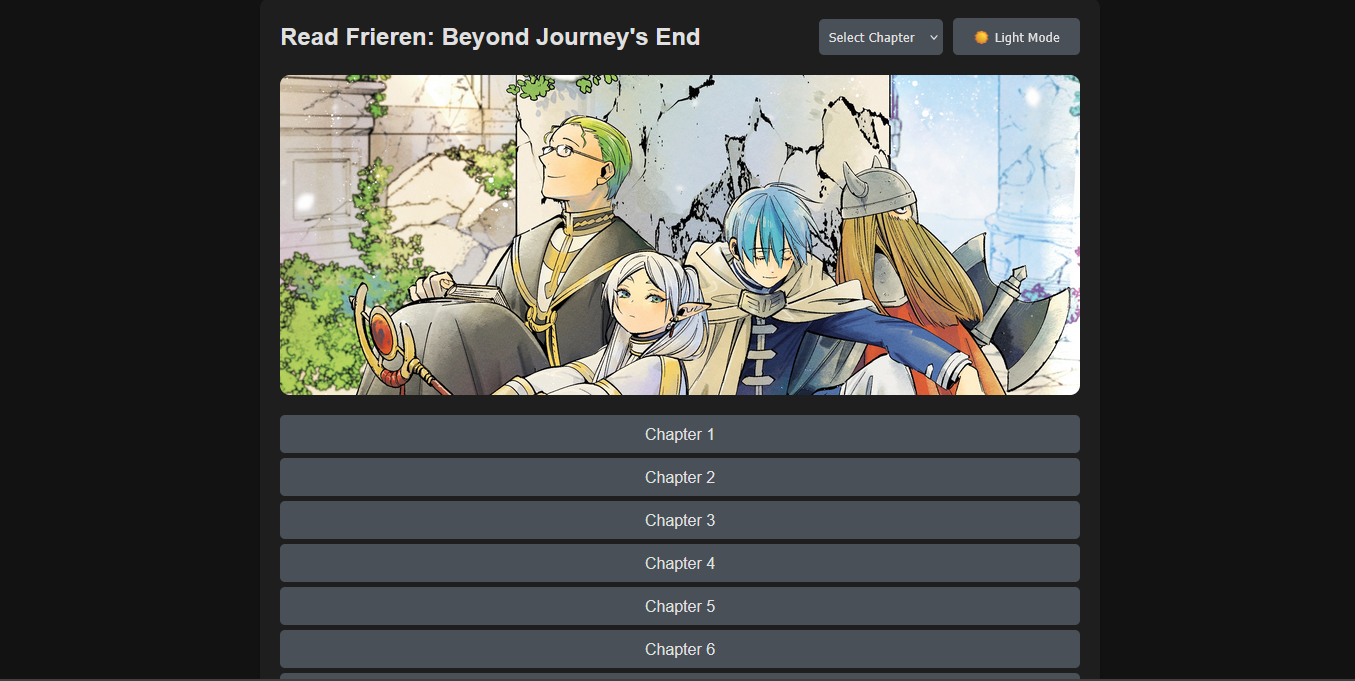 Read Frieren: Beyond Journey's End
Select Chapter
Light Mode
Chapter 1
Chapter 2
Chapter 3
Chapter 4
Chapter 5
Chapter 6